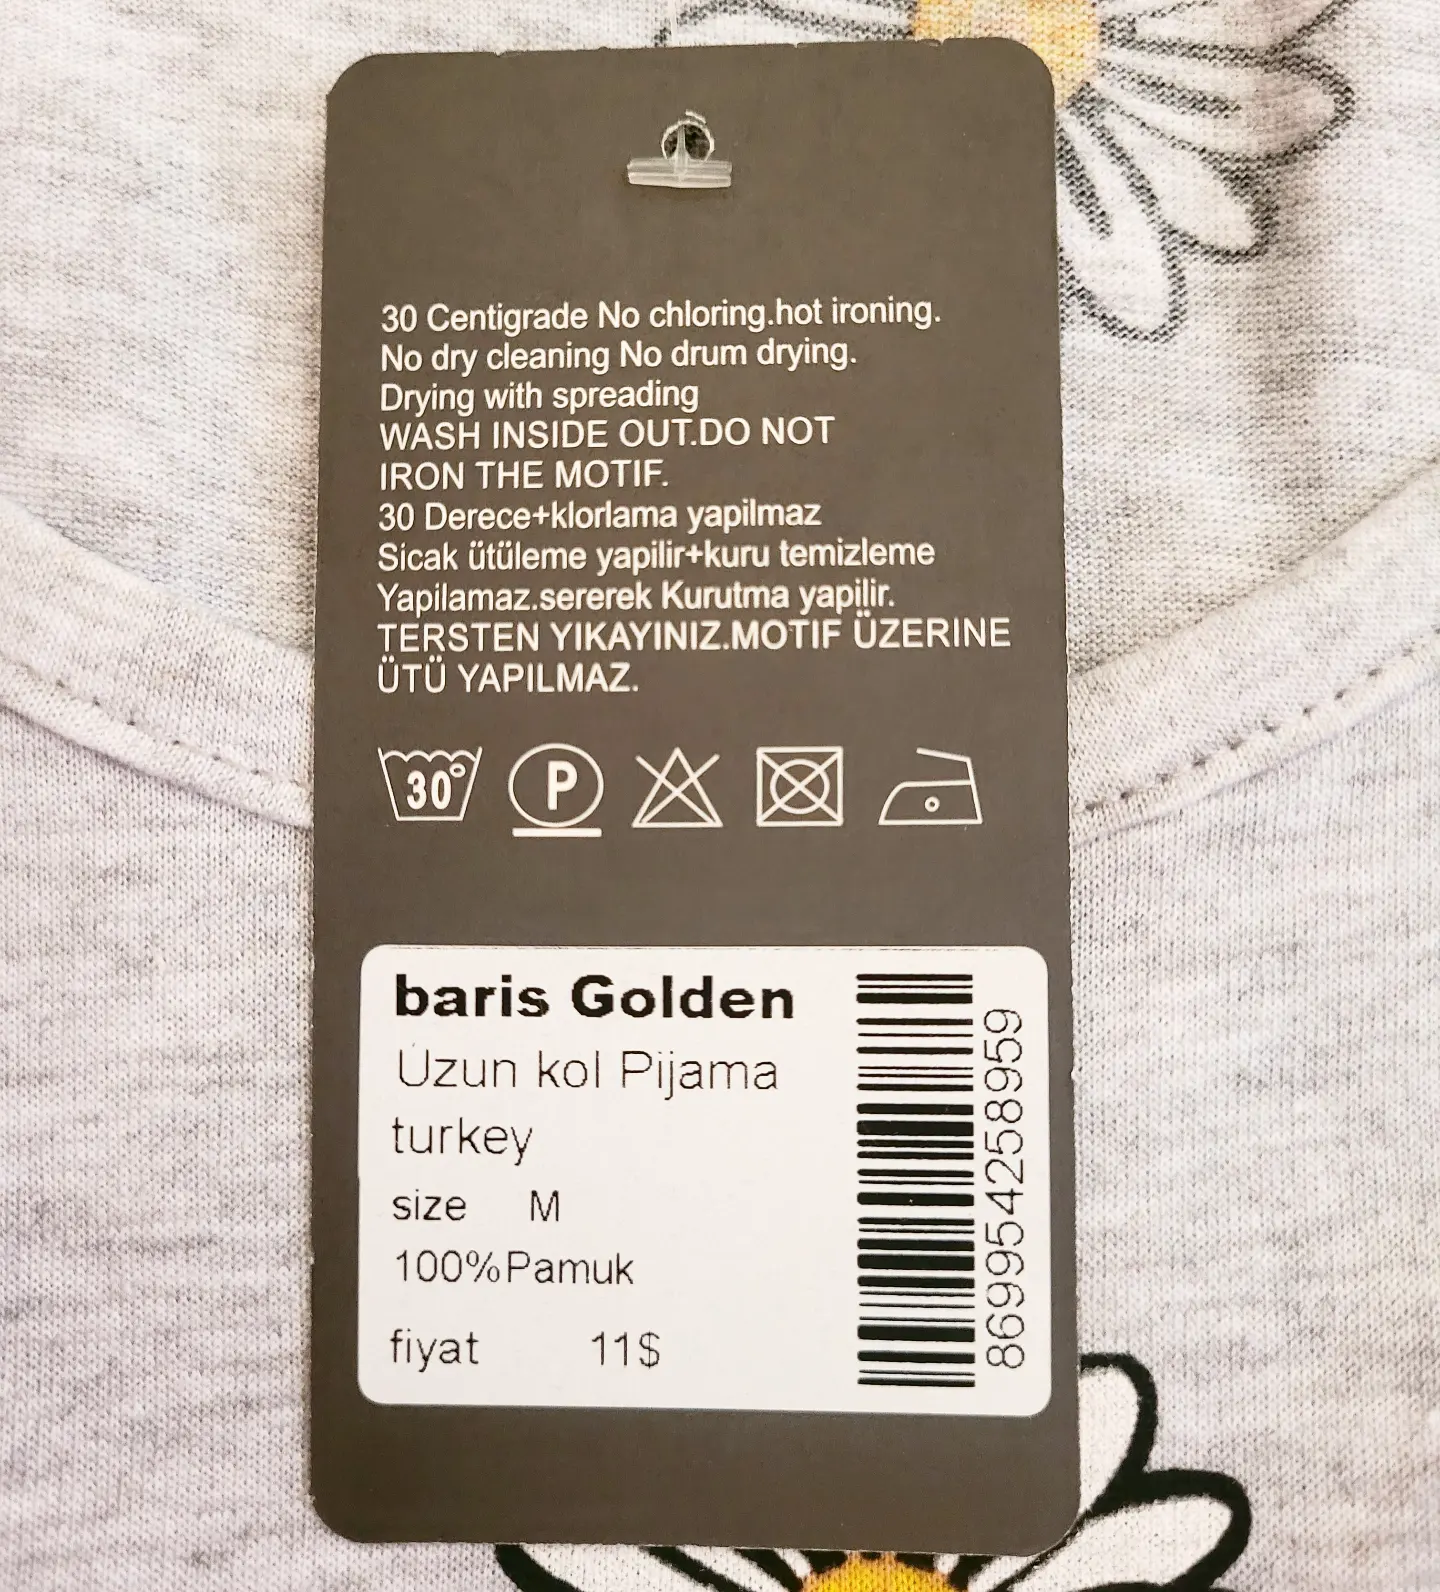 30 Centigrade No chloring.hot ironing.
No dry cleaning No drum drying.
Drying with spreading
WASH INSIDE OUT.DO NOT
IRON THE MOTIF.
30 Derece+klorlama yapilmaz
Sicak ütüleme yapilir+kuru temizleme
Yapilamaz.sererek Kurutma yapilir.
TERSTEN YIKAYINIZ.MOTIF ÜZERINE
ÜTÜ YAPILMAZ.
30° P
baris Golden
Uzun kol Pijama
turkey
size M
100%Pamuk
fiyat 11$
8699542589​59